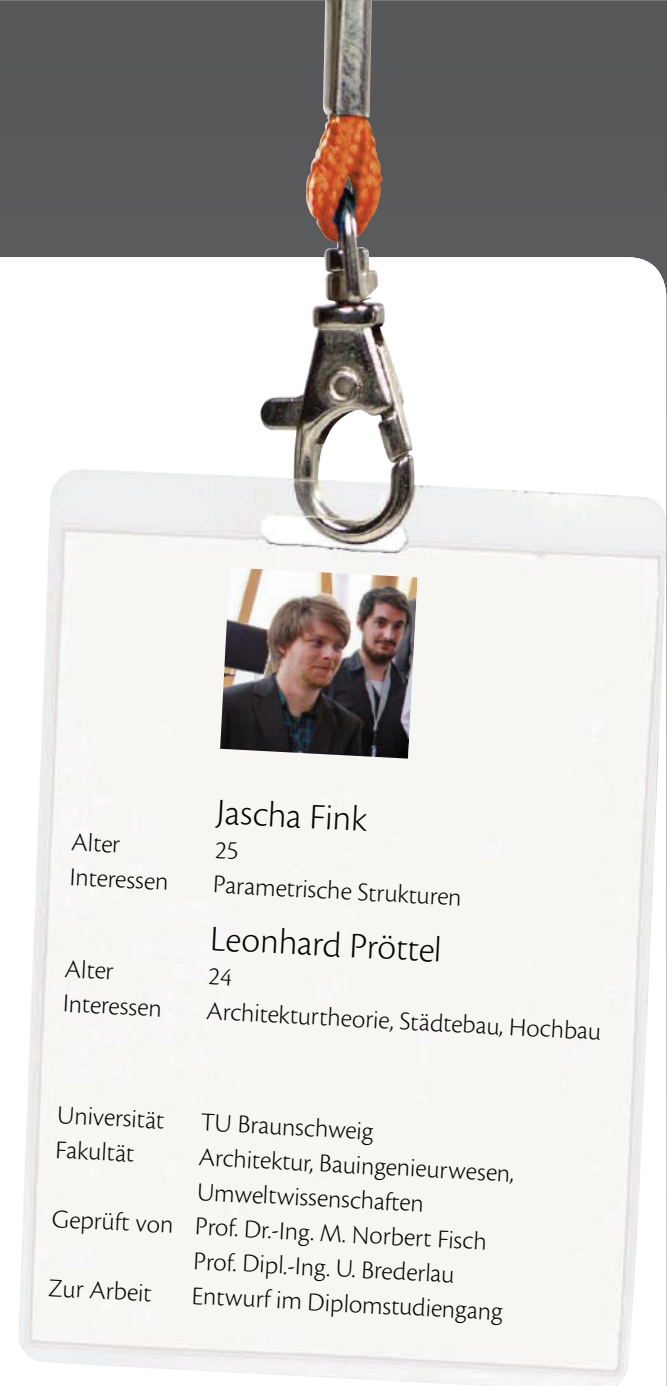 Jascha Fink
Alter 25
Interessen Parametrische Strukturen
Leonhard Pröttel
Alter 24
Interessen Architekturtheorie, Städtebau, Hochbau
Universität TU Braunschweig
Fakultät Architektur, Bauingenieurwesen,
Umweltwissenschaften
Geprüft von Prof. Dr.-Ing. M. Norbert Fisch
Prof. Dipl.-Ing. U. Brederlau
Zur Arbeit Entwurf im Diplomstudiengang